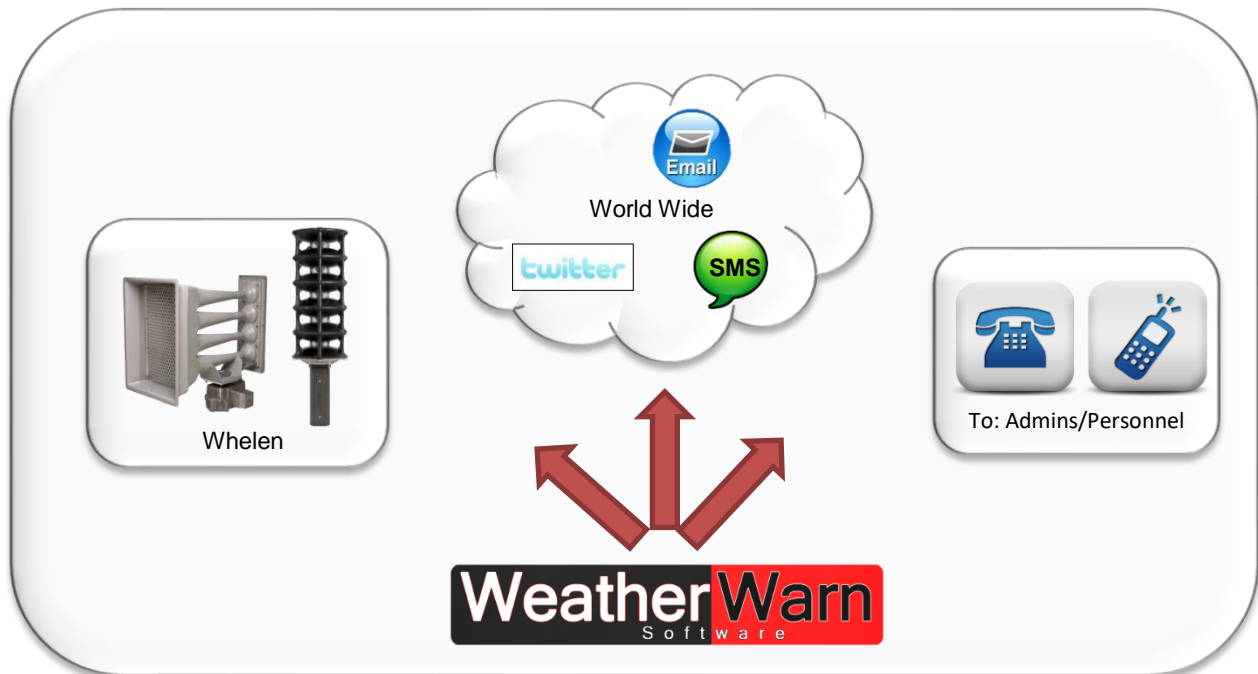 Email
World Wide
twitter
SMS
Whelen
To: Admins/Personnel
WeatherWarn
Software